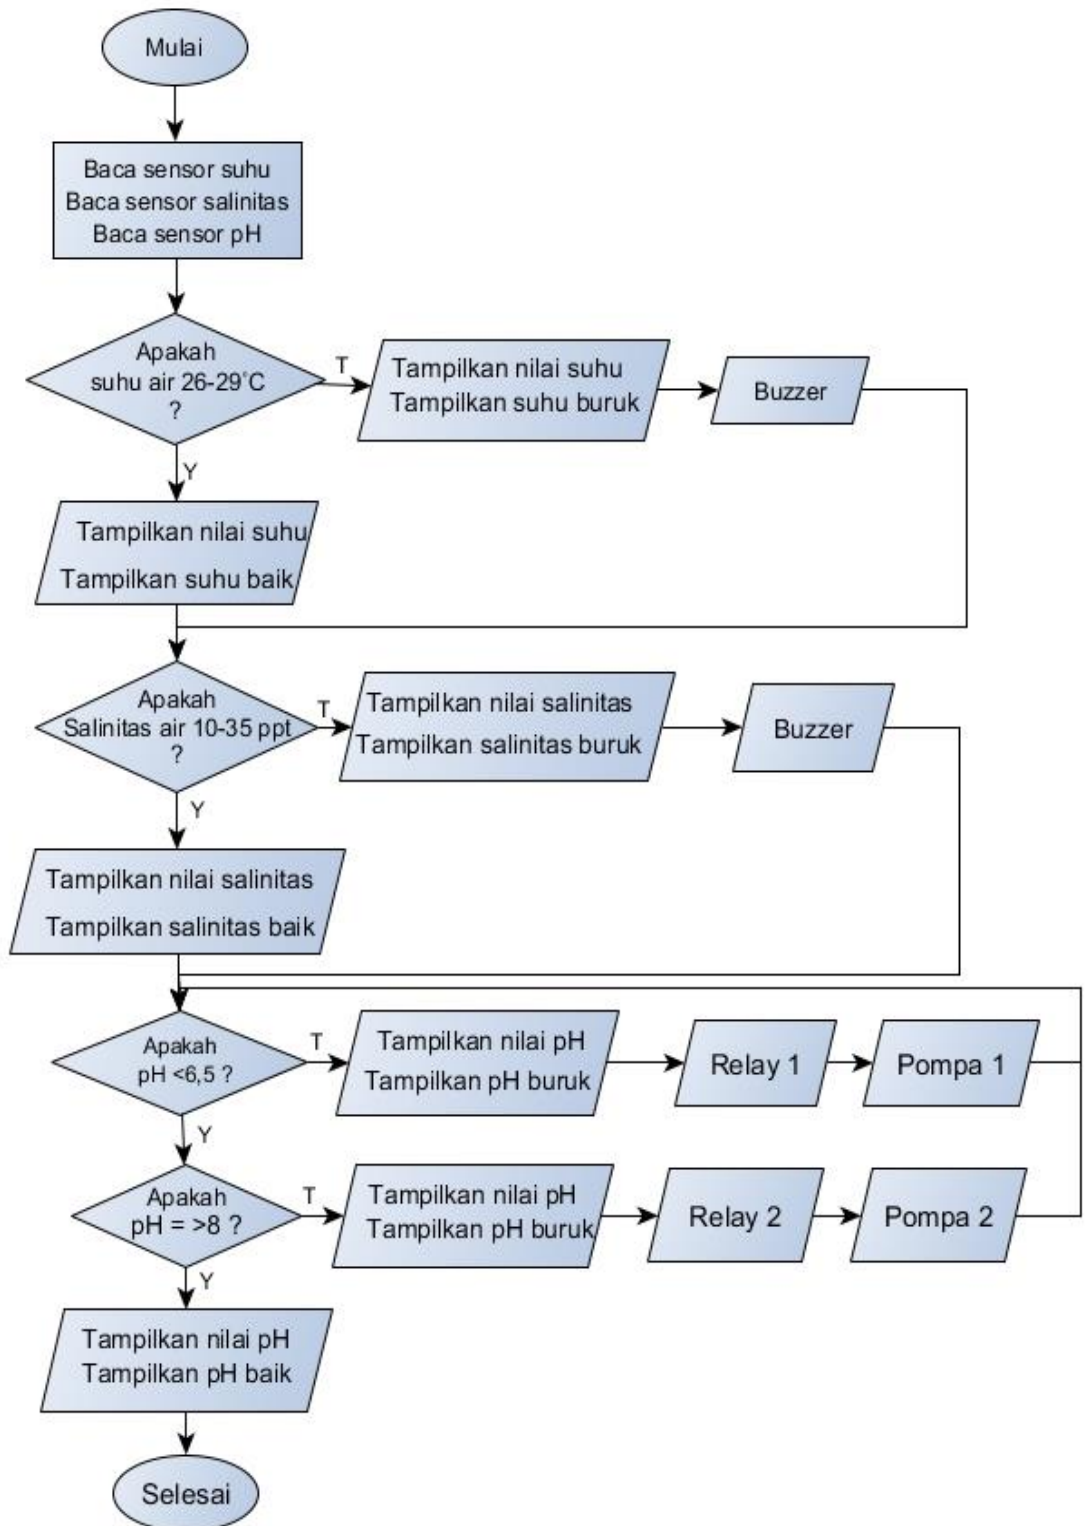 Mulai
Baca sensor suhu
Baca sensor salinitas
Baca sensor pH
Apakah
suhu air 26-29˚C
?
T
Tampilkan nilai suhu
Tampilkan suhu buruk
Buzzer
Y
Tampilkan nilai suhu
Tampilkan suhu baik
Apakah
Salinitas air 10-35 ppt
?
T
Tampilkan nilai salinitas
Tampilkan salinitas buruk
Buzzer
Y
Tampilkan nilai salinitas
Tampilkan salinitas baik
Apakah
pH <6,5 ?
T
Tampilkan nilai pH
Tampilkan pH buruk
Relay 1
Pompa 1
Y
Apakah
pH = >8 ?
T
Tampilkan nilai pH
Tampilkan pH buruk
Relay 2
Pompa 2
Y
Tampilkan nilai pH
Tampilkan pH baik
Selesai